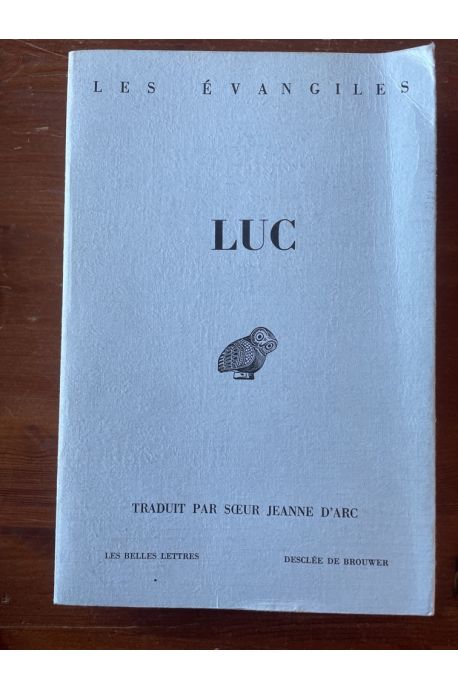 LES ÉVANGILES
LUC
TRADUIT PAR SŒUR JEANNE D'ARC
LES BELLES LETTRES
DESCLÉE DE BROUWER